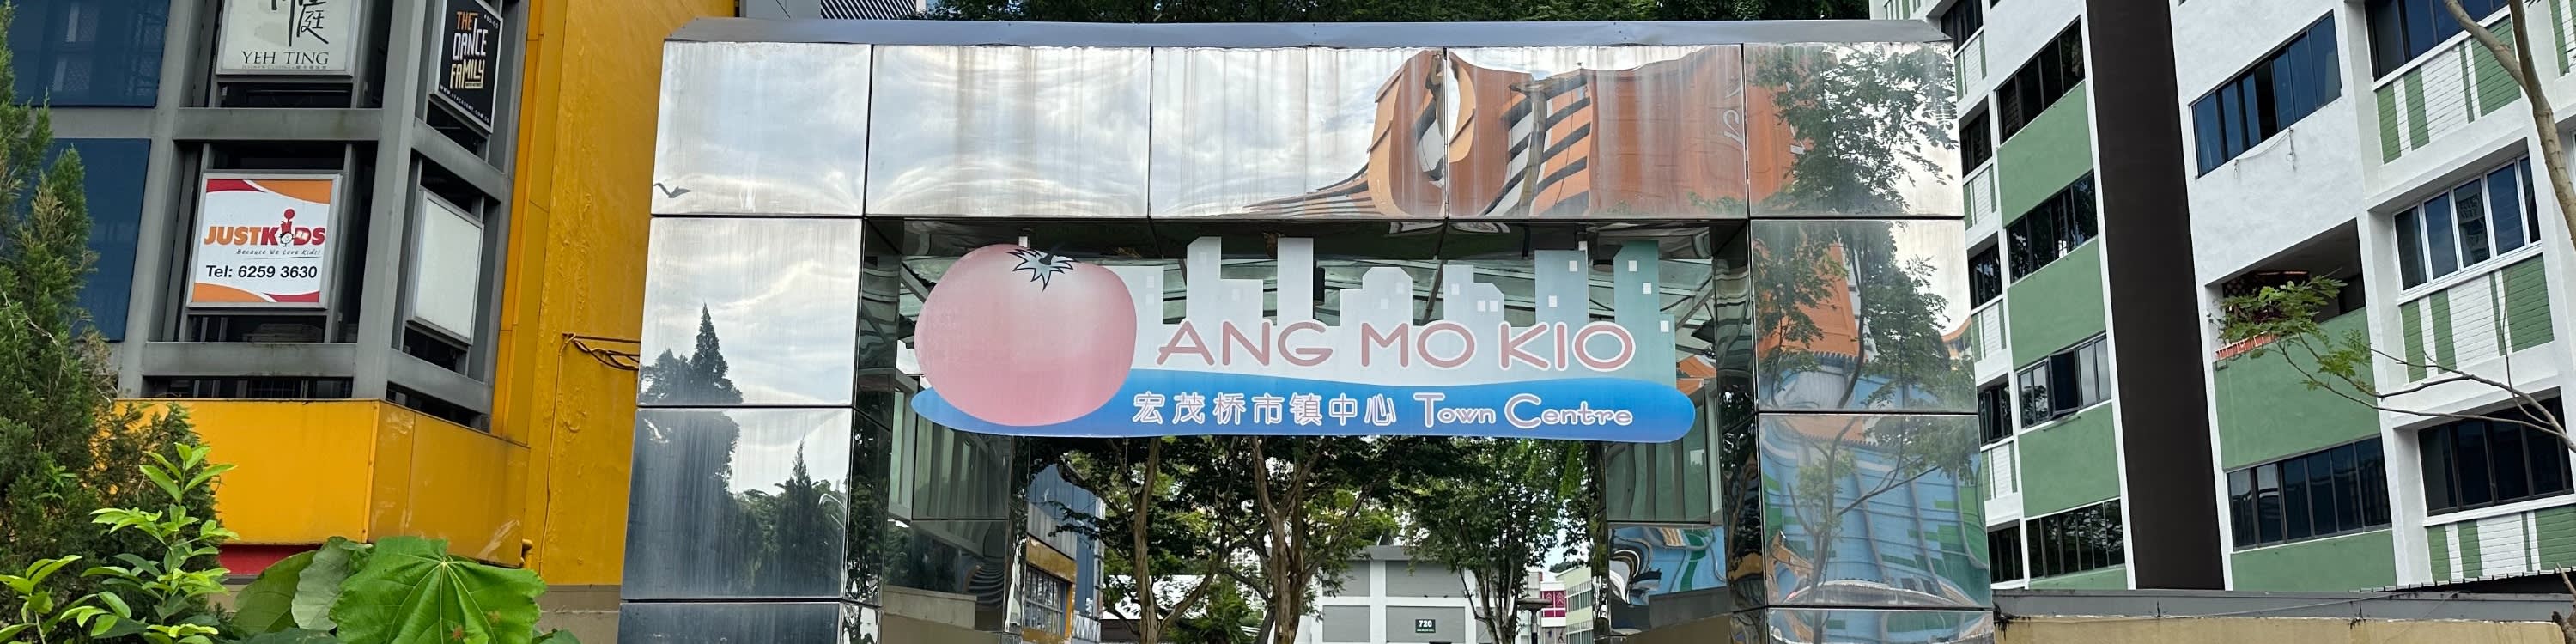 YEH TING
THE
DANCE
FAMILY
JUSTKIDS
Because We Love Kids!
Tel: 6259 3630
ANG MO KIO
宏茂桥市镇中心 Town Centre
720